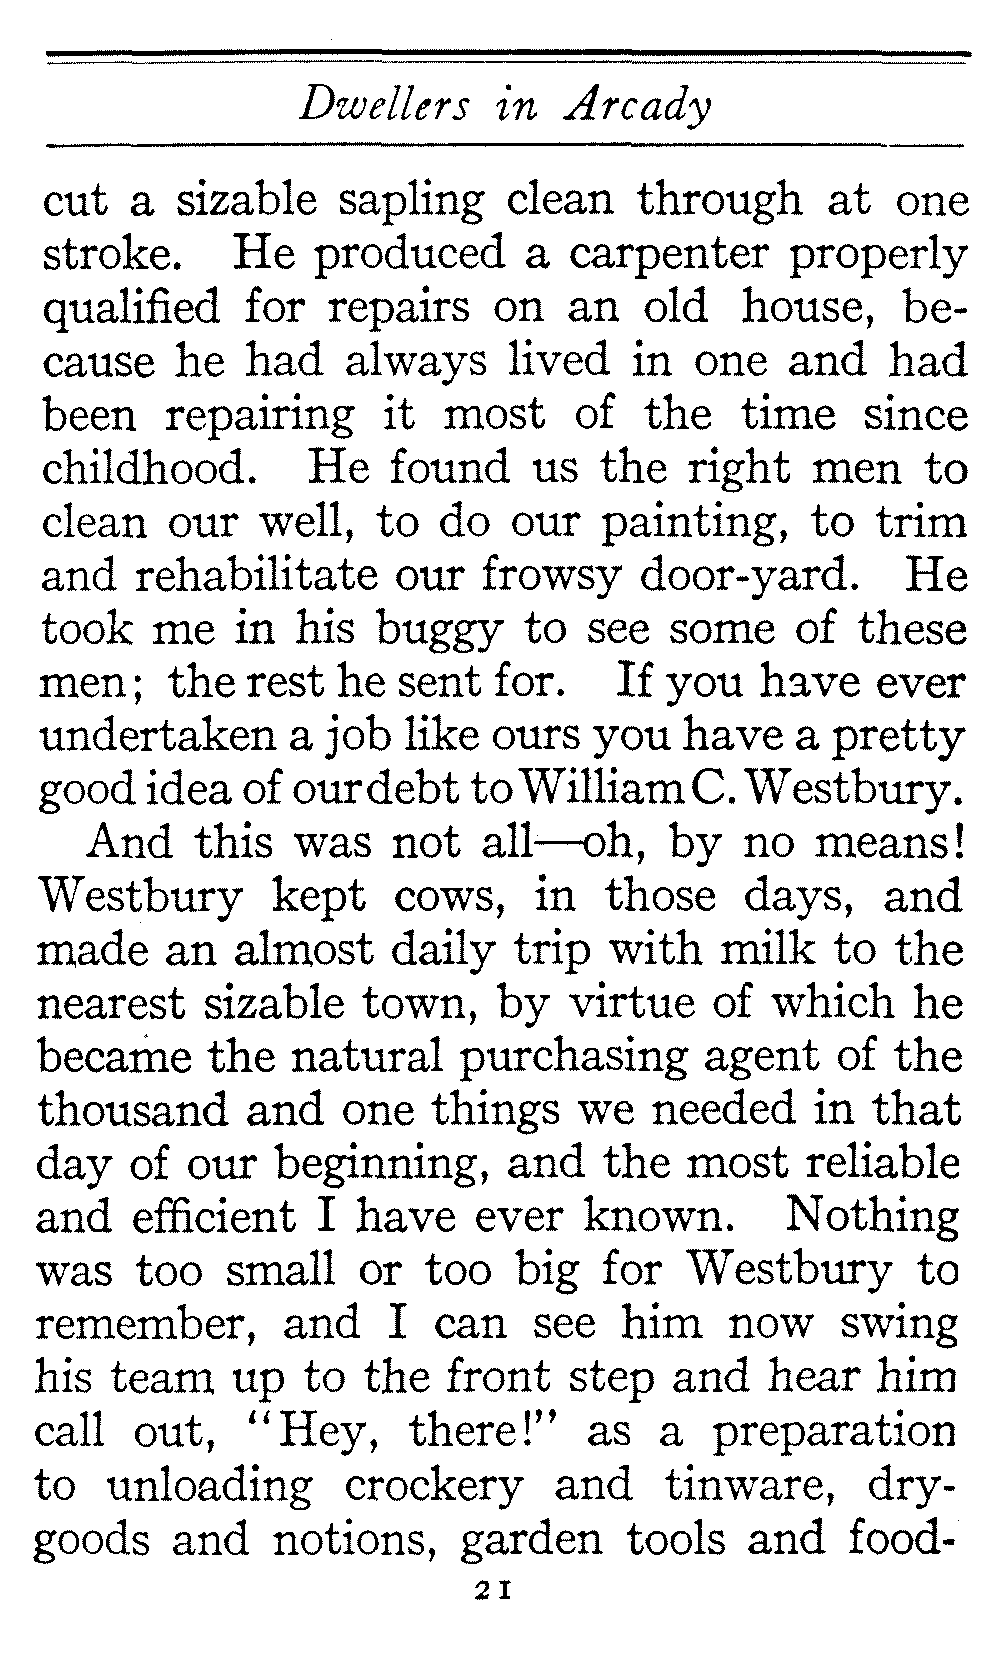 Dwellers in Arcady
cut a sizable sapling clean through at one
stroke. He produced a carpenter properly
qualified for repairs on an old house, be-
cause he had always lived in one and had
been repairing it most of the time since
childhood. He found us the right men to
clean our well, to do our painting, to trim
and rehabilitate our frowsy door-yard. He
took me in his buggy to see some of these
men; the rest he sent for. If you have ever
undertaken a job like ours you have a pretty
good idea of our debt to William C. Westbury.
And this was not all—oh, by no means!
Westbury kept cows, in those days, and
made an almost daily trip with milk to the
nearest sizable town, by virtue of which he
became the natural purchasing agent of the
thousand and one things we needed in that
day of our beginning, and the most reliable
and efficient I have ever known. Nothing
was too small or too big for Westbury to
remember, and I can see him now swing
his team up to the front step and hear him
call out, "Hey, there!" as a preparation
to unloading crockery and tinware, dry-
goods and notions, garden tools and food-
21